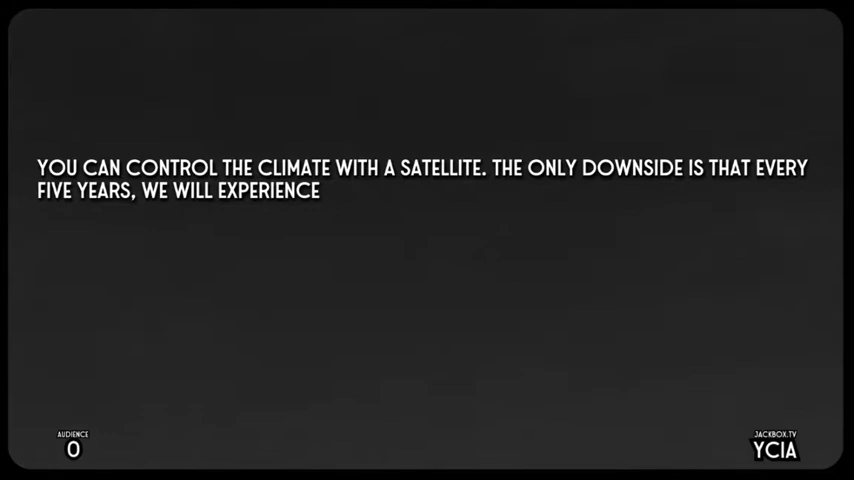 YOU CAN CONTROL THE CLIMATE WITH A SATELLITE. THE ONLY DOWNSIDE IS THAT EVERY
FIVE YEARS, WE WILL EXPERIENCE
AUDIENCE
0
JACKBOX.TV
YCIA